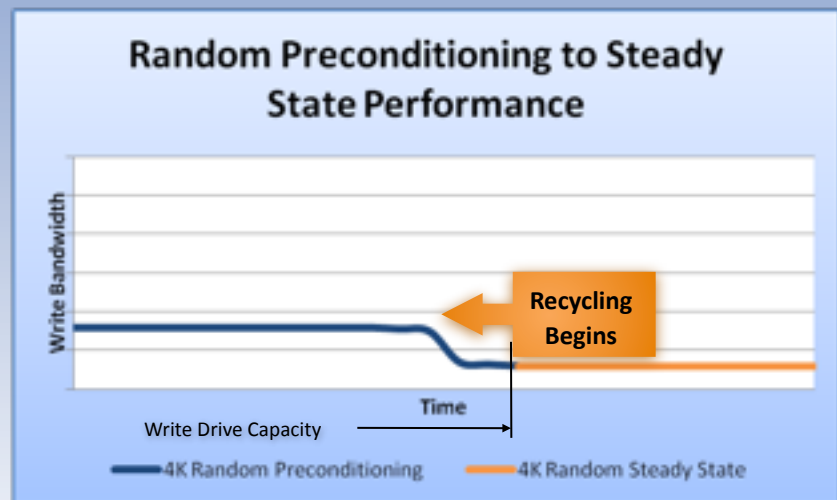 Random Preconditioning to Steady
State Performance
Write Bandwidth
Recycling
Begins
Time
Write Drive Capacity
4K Random Preconditioning
4K Random Steady State